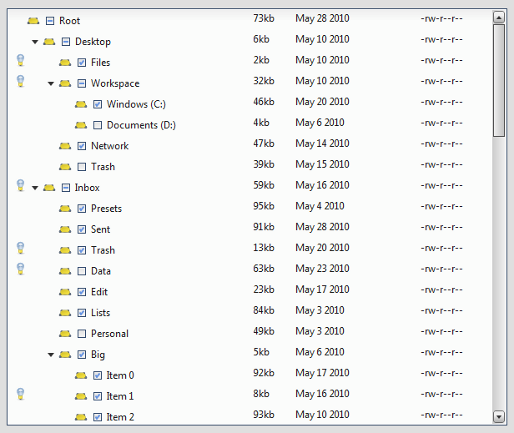 Root 73kb May 28 2010
Desktop 6kb May 10 2010 -rw-r--r--
Files 2kb May 10 2010 -rw-r--r--
Workspace 32kb May 10 2010 -rw-r--r--
Windows (C:) 46kb May 20 2010 -rw-r--r--
Documents (D:) 4kb May 6 2010 -rw-r--r--
Network 47kb May 14 2010 -rw-r--r--
Trash 39kb May 15 2010 -rw-r--r--
Inbox 59kb May 16 2010 -rw-r--r--
Presets 95kb May 4 2010 -rw-r--r--
Sent 91kb May 28 2010 -rw-r--r--
Trash 13kb May 20 2010 -rw-r--r--
Data 63kb May 23 2010 -rw-r--r--
Edit 23kb May 17 2010 -rw-r--r--
Lists 84kb May 3 2010 -rw-r--r--
Personal 49kb May 3 2010 -rw-r--r--
Big 5kb May 6 2010 -rw-r--r--
Item 0 92kb May 17 2010 -rw-r--r--
Item 1 8kb May 16 2010 -rw-r--r--
Item 2 93kb May 10 2010 -rw-r--r--